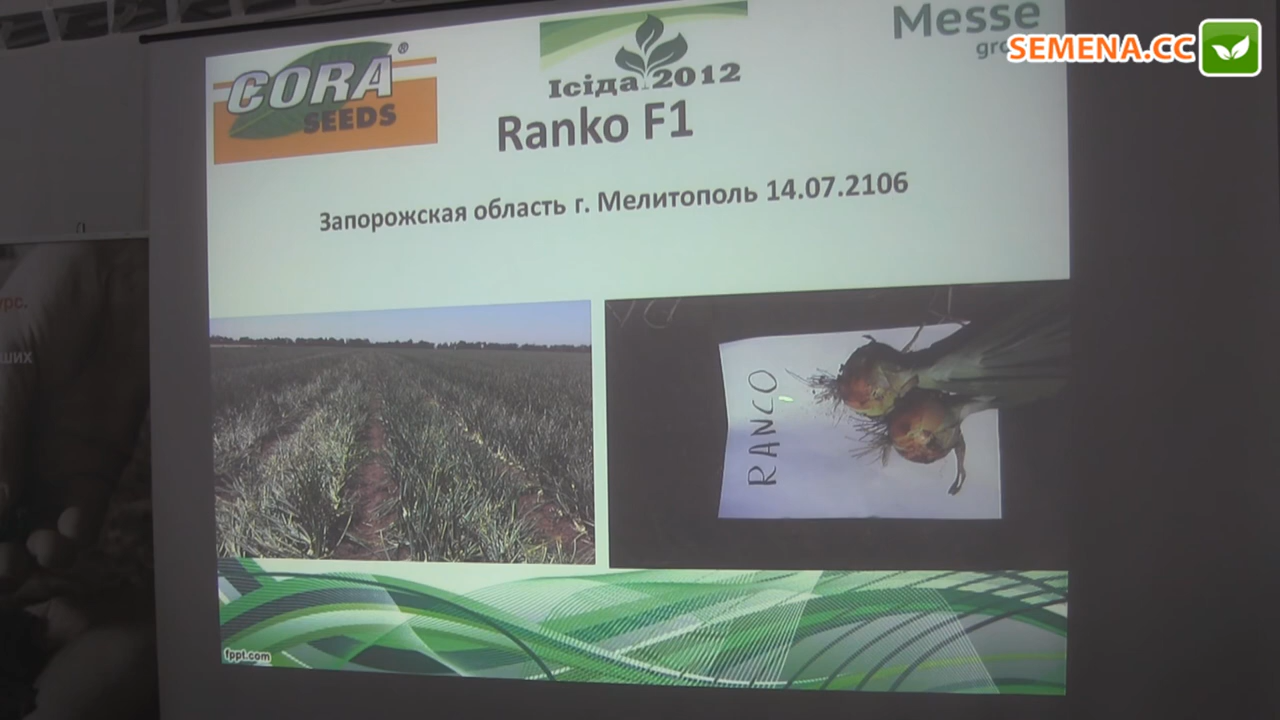 CORA®
SEEDS
Ісіда 2012
Messe
SEMENA.CC
Ranko F1
Запорожская область г. Мелитополь 14.07.2106
RANCO
fppt.com